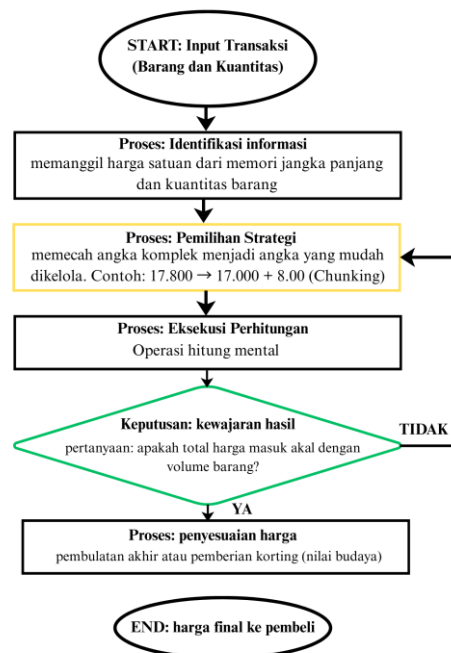 START: Input Transaksi
(Barang dan Kuantitas)
Proses: Identifikasi informasi
memanggil harga satuan dari memori jangka panjang
dan kuantitas barang
Proses: Pemilihan Strategi
memecah angka komplek menjadi angka yang mudah
dikelola. Contoh: 17.800 → 17.000 + 8.00 (Chunking)
Proses: Eksekusi Perhitungan
Operasi hitung mental
Keputusan: kewajaran hasil
pertanyaan: apakah total harga masuk akal dengan
volume barang?
TIDAK
YA
Proses: penyesuaian harga
pembulatan akhir atau pemberian korting (nilai budaya)
END: harga final ke pembeli